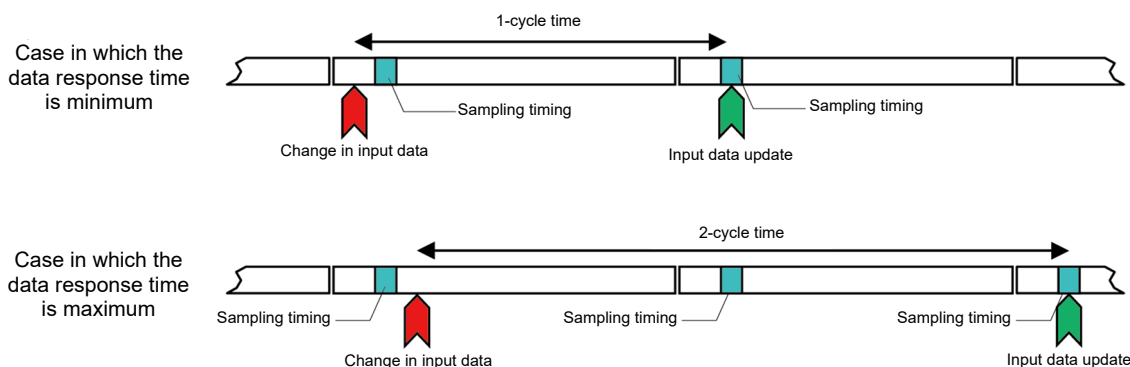 1-cycle time
Case in which the
data response time
is minimum
Sampling timing
Sampling timing
Change in input data
Input data update
2-cycle time
Case in which the
data response time
is maximum
Sampling timing
Sampling timing
Sampling timing
Change in input data
Input data update